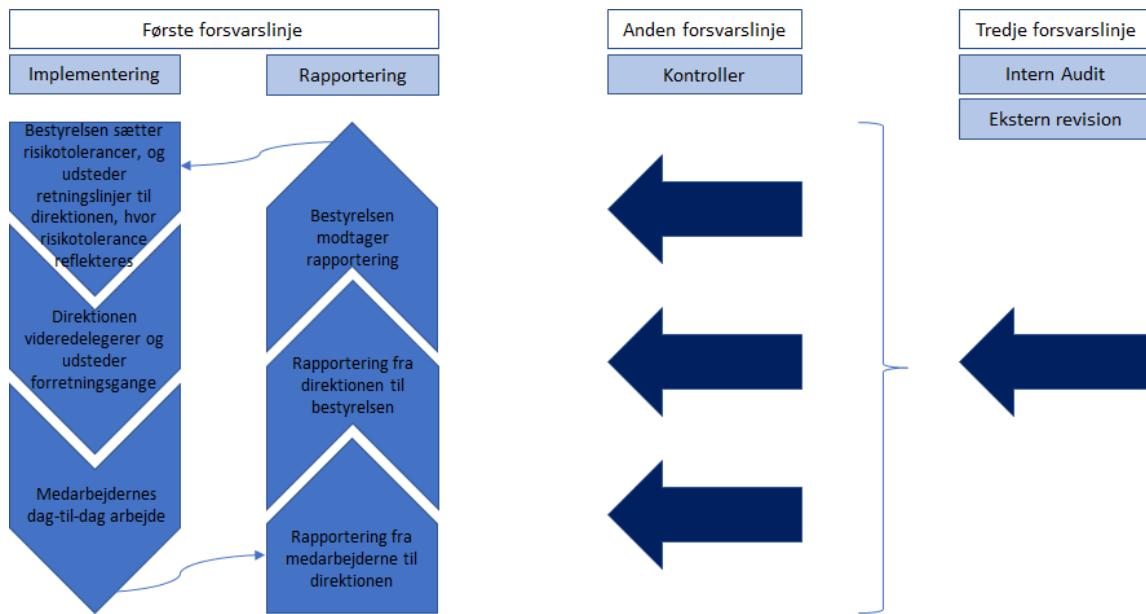 Første forsvarslinje
Anden forsvarslinje
Tredje forsvarslinje
Implementering
Rapportering
Kontroller
Intern Audit
Ekstern revision
Bestyrelsen sætter
risikotolerancer, og
udsteder
retningslinjer til
direktionen, hvor
risikotolerance
reflekteres
Direktionen
videredelegerer og
udsteder
forretningsgange
Medarbejdernes
dag-til-dag arbejde
Bestyrelsen
modtager
rapportering
Rapportering fra
direktionen til
bestyrelsen
Rapportering fra
medarbejderne til
direktionen